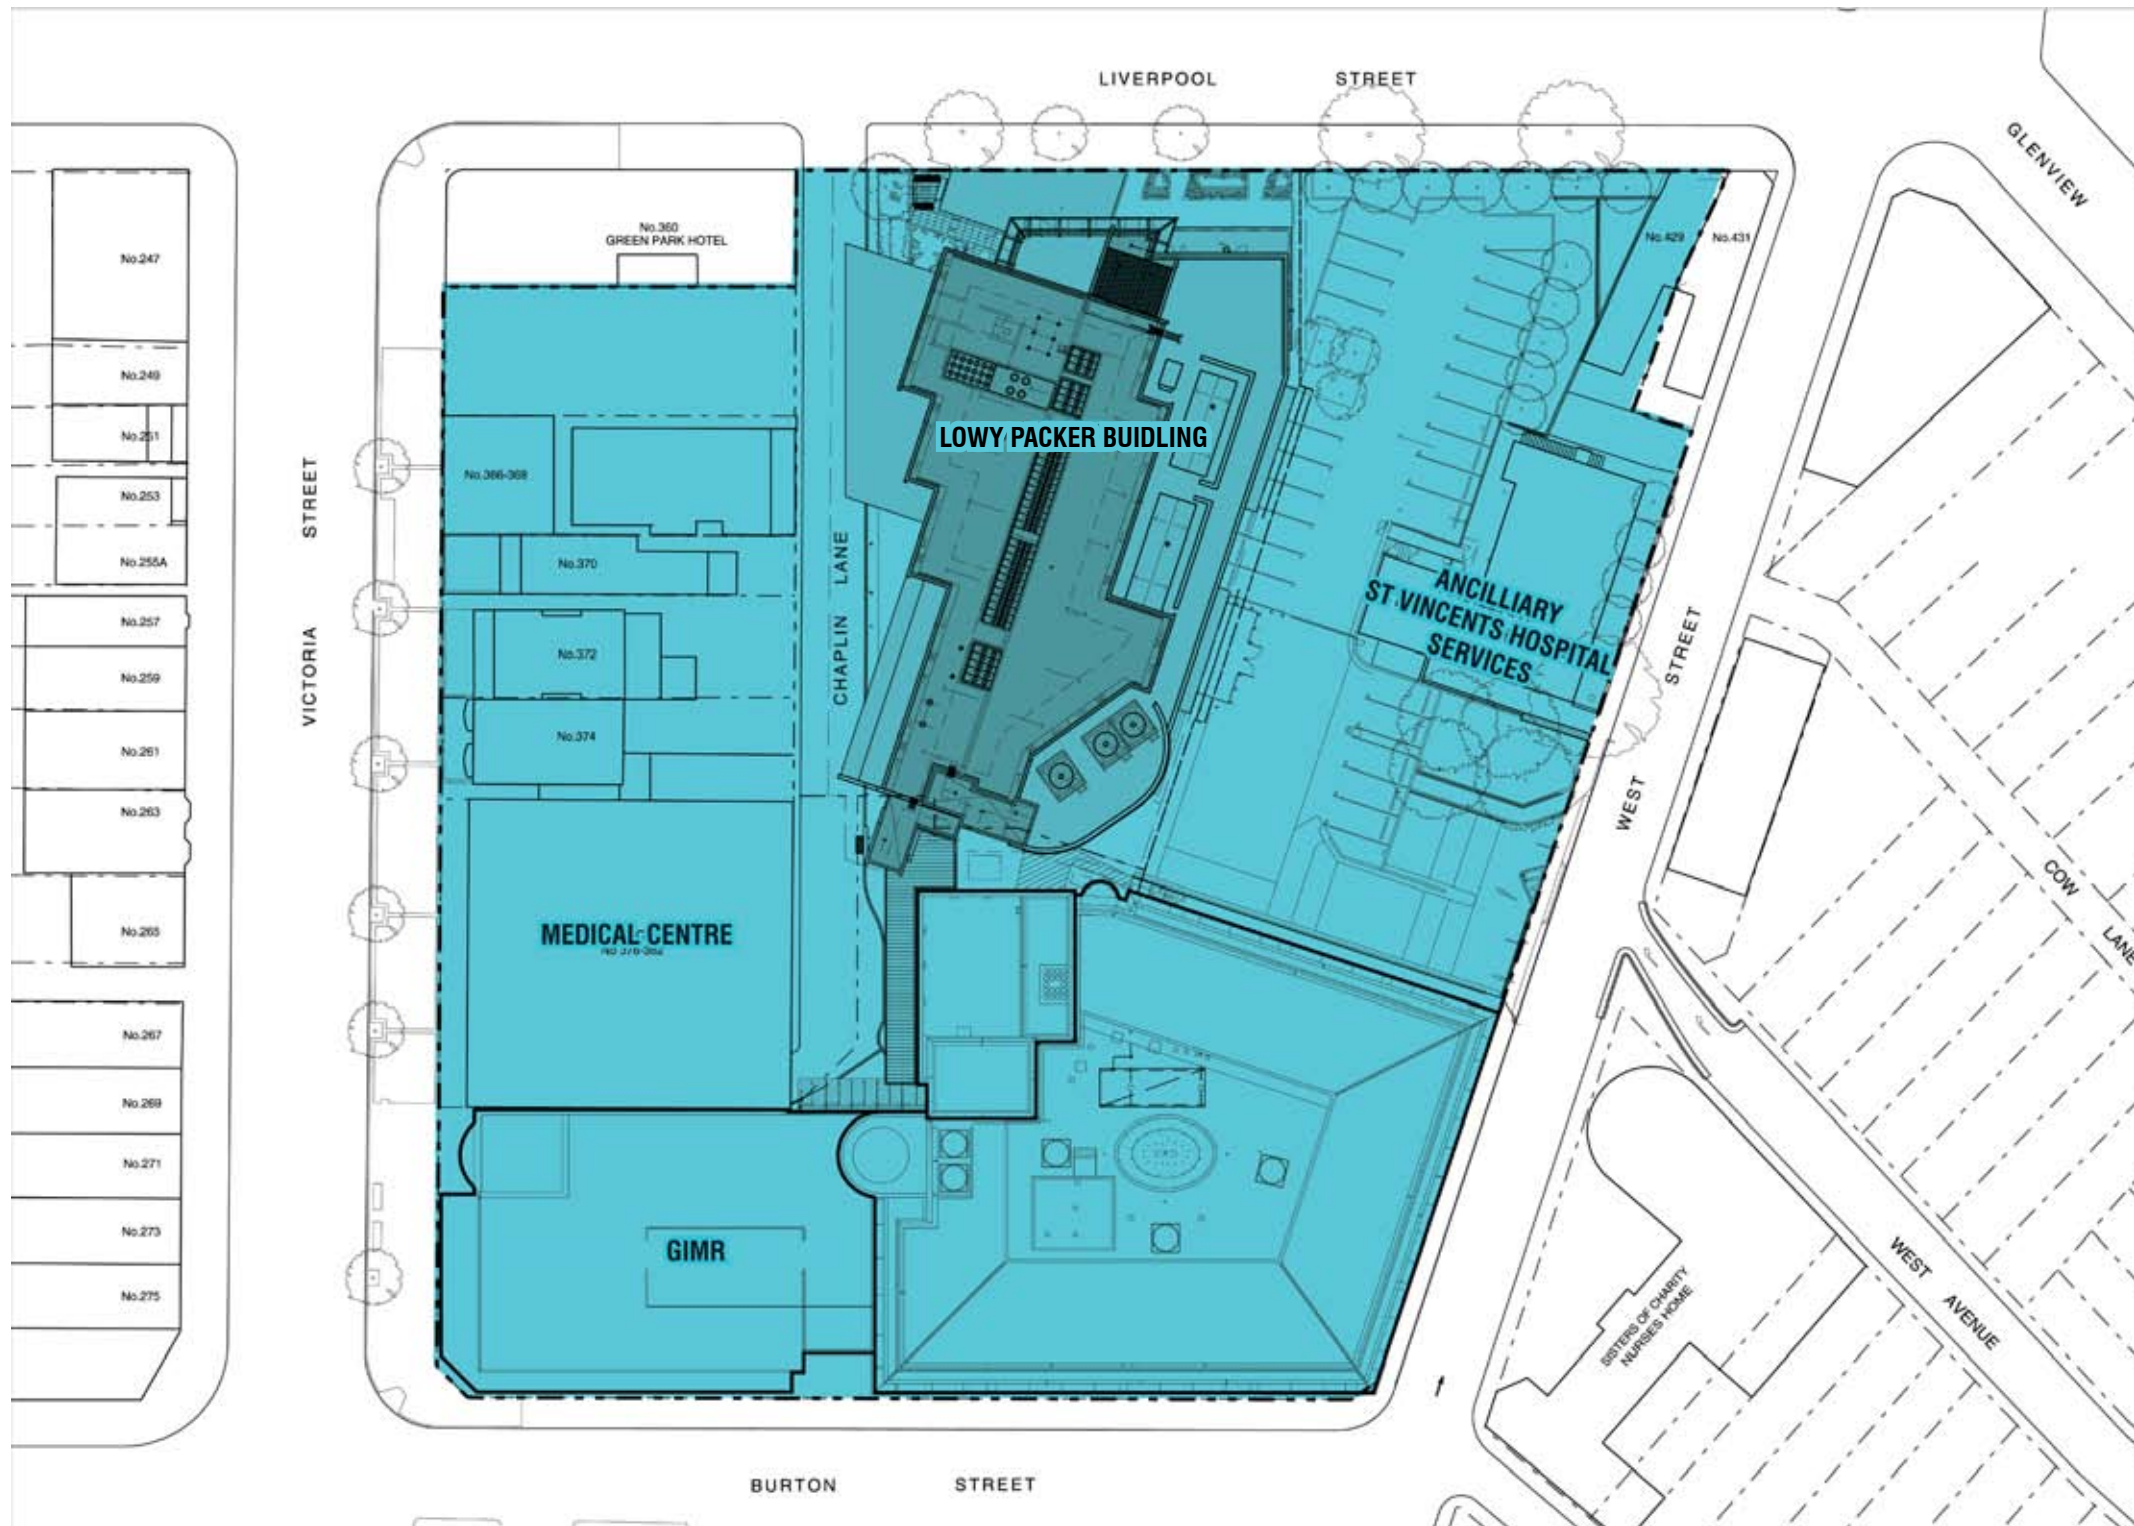 LIVERPOOL STREET
GLENVIEW
No.247
No.360
GREEN PARK HOTEL
No.429
No.431
No.249
No.251
LOWY PACKER BUIDLING
No.366-368
No.253
No.255A
VICTORIA STREET
No.370
CHAPLIN LANE
ANCILLIARY
ST VINCENTS HOSPITAL
SERVICES
No.257
No.372
No.259
No.374
No.261
No.263
WEST STREET
COW LANE
No.265
MEDICAL CENTRE
No.267
No.269
No.271
No.273
No.275
GIMR
WEST AVENUE
SISTERS OF CHARITY
NURSES HOME
BURTON STREET